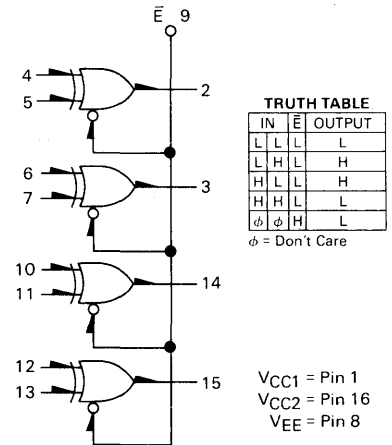 Ē 9
4
5
2
6
7
3
10
11
14
12
13
15
TRUTH TABLE
IN Ē OUTPUT
L L L L
L H L H
H L L H
H H L L
ϕ ϕ H L
ϕ = Don't Care
VCC1 = Pin 1
VCC2 = Pin 16
VEE = Pin 8